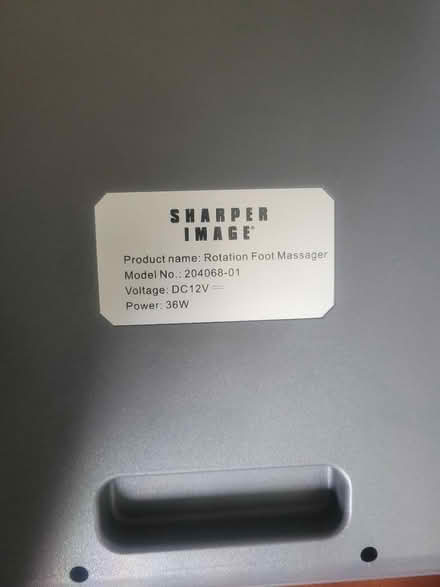 SHARPER
IMAGE®
Product name: Rotation Foot Massager
Model No.: 204068-01
Voltage: DC12V ⎓
Power: 36W